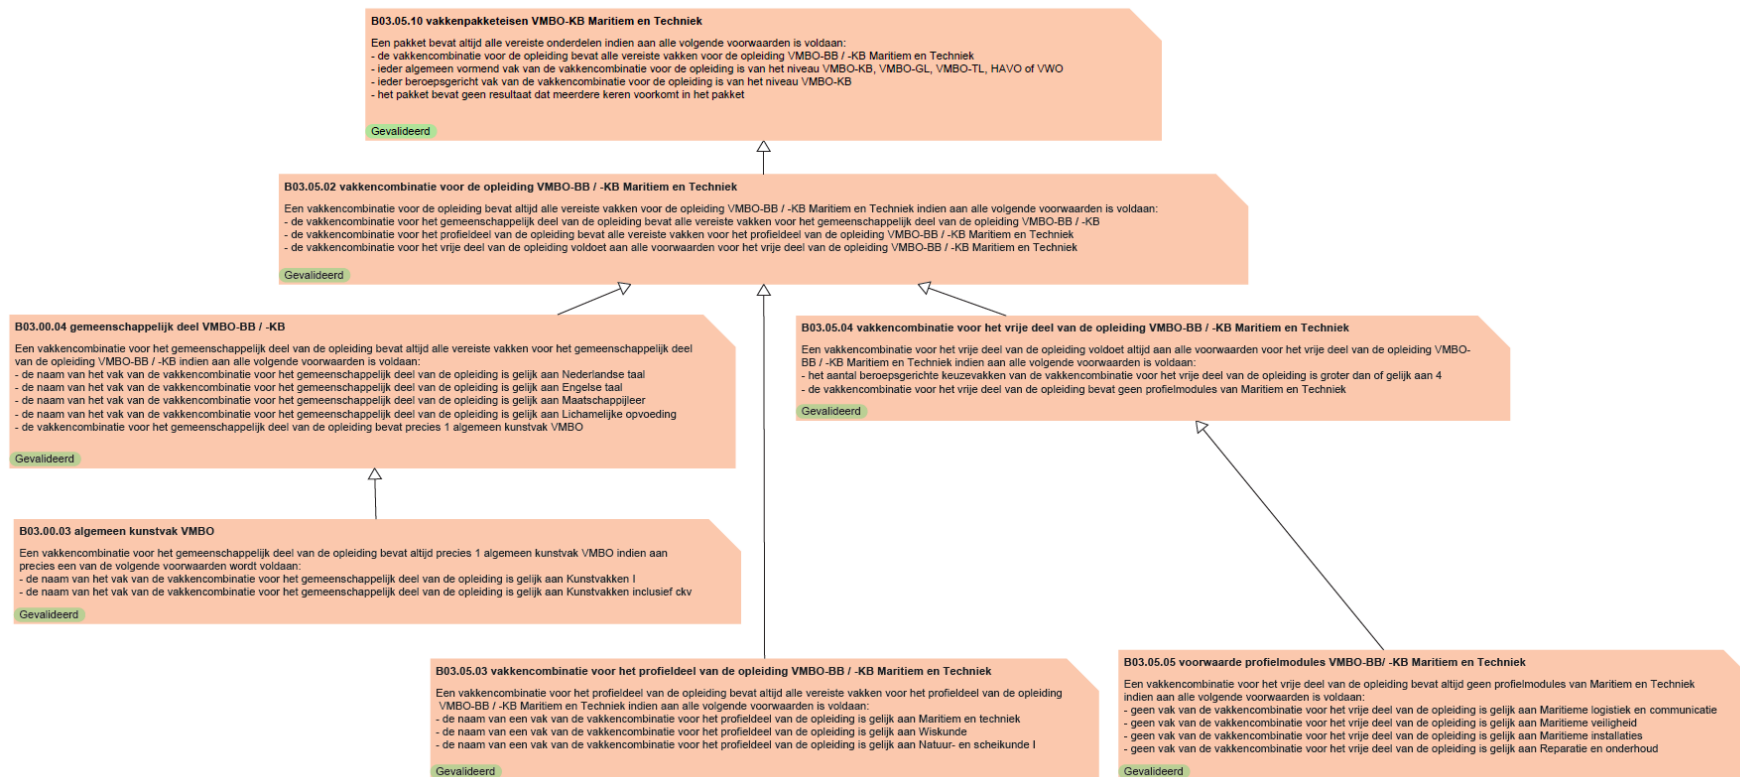 B03.05.10 vakkenpakketeisen VMBO-KB Maritiem en Techniek
Een pakket bevat altijd alle vereiste onderdelen indien aan alle volgende voorwaarden is voldaan:
- de vakkencombinatie voor de opleiding bevat alle vereiste vakken voor de opleiding VMBO-BB / -KB Maritiem en Techniek
- ieder algemeen vormend vak van de vakkencombinatie voor de opleiding is van het niveau VMBO-KB, VMBO-GL, VMBO-TL, HAVO of VWO
- ieder beroepsgericht vak van de vakkencombinatie voor de opleiding is van het niveau VMBO-KB
- het pakket bevat geen resultaat dat meerdere keren voorkomt in het pakket
Gevalideerd
B03.05.02 vakkencombinatie voor de opleiding VMBO-BB / -KB Maritiem en Techniek
Een vakkencombinatie voor de opleiding bevat altijd alle vereiste vakken voor de opleiding VMBO-BB / -KB Maritiem en Techniek indien aan alle volgende voorwaarden is voldaan:
- de vakkencombinatie voor het gemeenschappelijk deel van de opleiding bevat alle vereiste vakken voor het gemeenschappelijk deel van de opleiding VMBO-BB / -KB
- de vakkencombinatie voor het profieldeel van de opleiding bevat alle vereiste vakken voor het profieldeel van de opleiding VMBO-BB / -KB Maritiem en Techniek
- de vakkencombinatie voor het vrije deel van de opleiding voldoet aan alle voorwaarden voor het vrije deel van de opleiding VMBO-BB / -KB Maritiem en Techniek
Gevalideerd
B03.00.04 gemeenschappelijk deel VMBO-BB / -KB
Een vakkencombinatie voor het gemeenschappelijk deel van de opleiding bevat altijd alle vereiste vakken voor het gemeenschappelijk deel
van de opleiding VMBO-BB / -KB indien aan alle volgende voorwaarden is voldaan:
- de naam van het vak van de vakkencombinatie voor het gemeenschappelijk deel van de opleiding is gelijk aan Nederlandse taal
- de naam van het vak van de vakkencombinatie voor het gemeenschappelijk deel van de opleiding is gelijk aan Engelse taal
- de naam van het vak van de vakkencombinatie voor het gemeenschappelijk deel van de opleiding is gelijk aan Maatschappijleer
- de naam van het vak van de vakkencombinatie voor het gemeenschappelijk deel van de opleiding is gelijk aan Lichamelijke opvoeding
- de vakkencombinatie voor het gemeenschappelijk deel van de opleiding bevat precies 1 algemeen kunstvak VMBO
Gevalideerd
B03.05.04 vakkencombinatie voor het vrije deel van de opleiding VMBO-BB / -KB Maritiem en Techniek
Een vakkencombinatie voor het vrije deel van de opleiding voldoet altijd aan alle voorwaarden voor het vrije deel van de opleiding VMBO-
BB / -KB Maritiem en Techniek indien aan alle volgende voorwaarden is voldaan:
- het aantal beroepsgerichte keuzevakken van de vakkencombinatie voor het vrije deel van de opleiding is groter dan of gelijk aan 4
- de vakkencombinatie voor het vrije deel van de opleiding bevat geen profielmodules van Maritiem en Techniek
Gevalideerd
B03.00.03 algemeen kunstvak VMBO
Een vakkencombinatie voor het gemeenschappelijk deel van de opleiding bevat altijd precies 1 algemeen kunstvak VMBO indien aan
precies een van de volgende voorwaarden wordt voldaan:
- de naam van het vak van de vakkencombinatie voor het gemeenschappelijk deel van de opleiding is gelijk aan Kunstvakken I
- de naam van het vak van de vakkencombinatie voor het gemeenschappelijk deel van de opleiding is gelijk aan Kunstvakken inclusief ckv
Gevalideerd
B03.05.03 vakkencombinatie voor het profieldeel van de opleiding VMBO-BB / -KB Maritiem en Techniek
Een vakkencombinatie voor het profieldeel van de opleiding bevat altijd alle vereiste vakken voor het profieldeel van de opleiding
VMBO-BB / -KB Maritiem en Techniek indien aan alle volgende voorwaarden is voldaan:
- de naam van een vak van de vakkencombinatie voor het profieldeel van de opleiding is gelijk aan Maritiem en techniek
- de naam van een vak van de vakkencombinatie voor het profieldeel van de opleiding is gelijk aan Wiskunde
- de naam van een vak van de vakkencombinatie voor het profieldeel van de opleiding is gelijk aan Natuur- en scheikunde I
Gevalideerd
B03.05.05 voorwaarde profielmodules VMBO-BB/ -KB Maritiem en Techniek
Een vakkencombinatie voor het vrije deel van de opleiding bevat altijd geen profielmodules van Maritiem en Techniek
indien aan alle volgende voorwaarden is voldaan:
- geen vak van de vakkencombinatie voor het vrije deel van de opleiding is gelijk aan Maritieme logistiek en communicatie
- geen vak van de vakkencombinatie voor het vrije deel van de opleiding is gelijk aan Maritieme veiligheid
- geen vak van de vakkencombinatie voor het vrije deel van de opleiding is gelijk aan Maritieme installaties
- geen vak van de vakkencombinatie voor het vrije deel van de opleiding is gelijk aan Reparatie en onderhoud
Gevalideerd